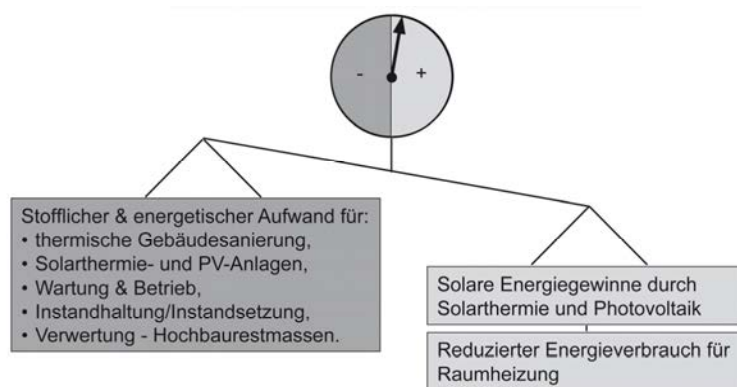 - +
Stofflicher & energetischer Aufwand für:
• thermische Gebäudesanierung,
• Solarthermie- und PV-Anlagen,
• Wartung & Betrieb,
• Instandhaltung/Instandsetzung,
• Verwertung - Hochbaurestmassen.
Solare Energiegewinne durch
Solarthermie und Photovoltaik
Reduzierter Energieverbrauch für
Raumheizung